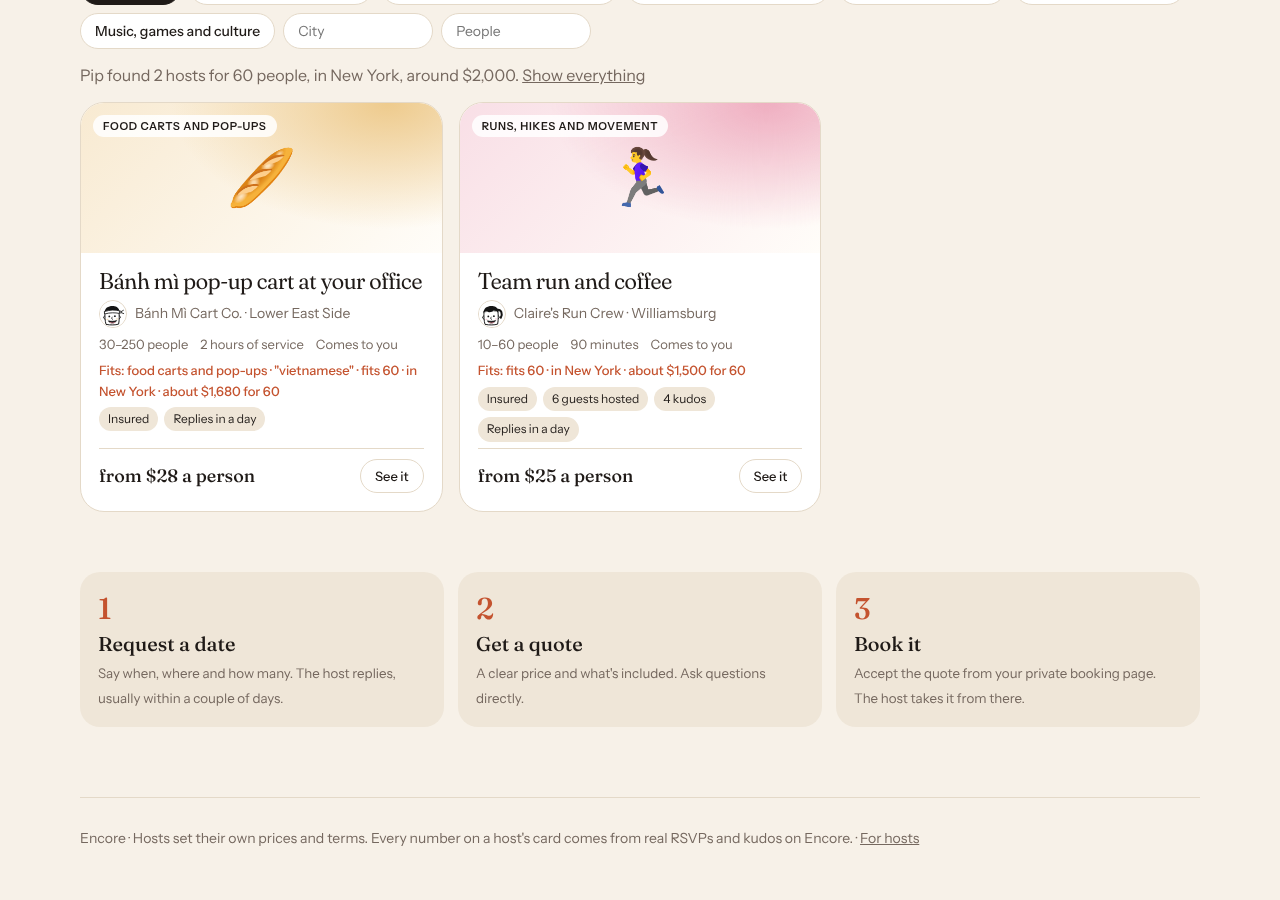 Music, games and culture
City
People
Pip found 2 hosts for 60 people, in New York, around $2,000. Show everything
FOOD CARTS AND POP-UPS
Bánh mì pop-up cart at your office
Bánh Mì Cart Co. · Lower East Side
30–250 people 2 hours of service Comes to you
Fits: food carts and pop-ups · "vietnamese" · fits 60 · in
New York · about $1,680 for 60
Insured Replies in a day
from $28 a person See it
RUNS, HIKES AND MOVEMENT
Team run and coffee
Claire's Run Crew · Williamsburg
10–60 people 90 minutes Comes to you
Fits: fits 60 · in New York · about $1,500 for 60
Insured 6 guests hosted 4 kudos
Replies in a day
from $25 a person See it
1
Request a date
Say when, where and how many. The host replies,
usually within a couple of days.
2
Get a quote
A clear price and what's included. Ask questions
directly.
3
Book it
Accept the quote from your private booking page.
The host takes it from there.
Encore · Hosts set their own prices and terms. Every number on a host's card comes from real RSVPs and kudos on Encore. · For hosts